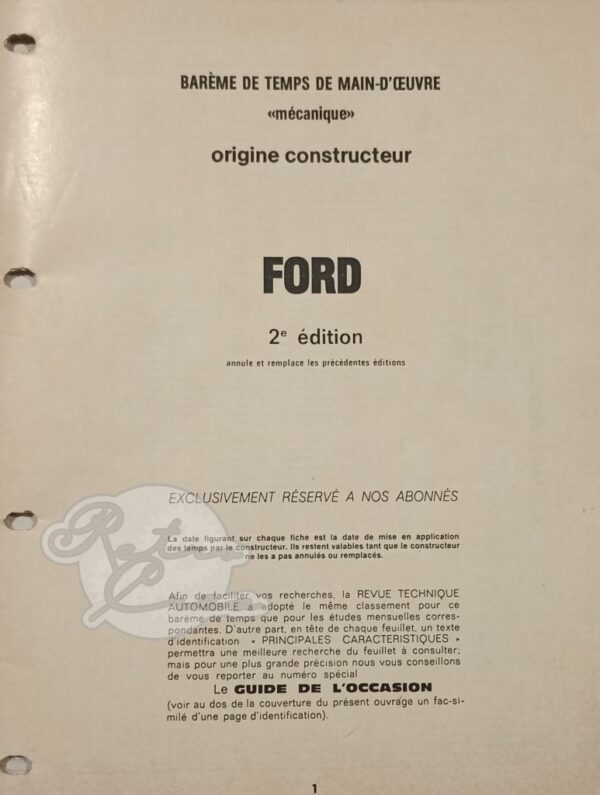 BARÈME DE TEMPS DE MAIN-D'ŒUVRE
«mécanique»
origine constructeur
FORD
2e édition
annule et remplace les précédentes éditions
EXCLUSIVEMENT RÉSERVÉ A NOS ABONNÉS
La date figurant sur chaque fiche est la date de mise en application
des temps par le constructeur. Ils restent valables tant que le constructeur
ne les a pas annulés ou remplacés.
Afin de faciliter vos recherches, la REVUE TECHNIQUE
AUTOMOBILE a adopté le même classement pour ce
barème de temps que pour les études mensuelles corres-
pondantes. D'autre part, en tête de chaque feuillet, un texte
d'identification « PRINCIPALES CARACTERISTIQUES »
permettra une meilleure recherche du feuillet à consulter;
mais pour une plus grande précision nous vous conseillons
de vous reporter au numéro spécial
Le GUIDE DE L'OCCASION
(voir au dos de la couverture du présent ouvrage un fac-si-
milé d'une page d'identification).
1